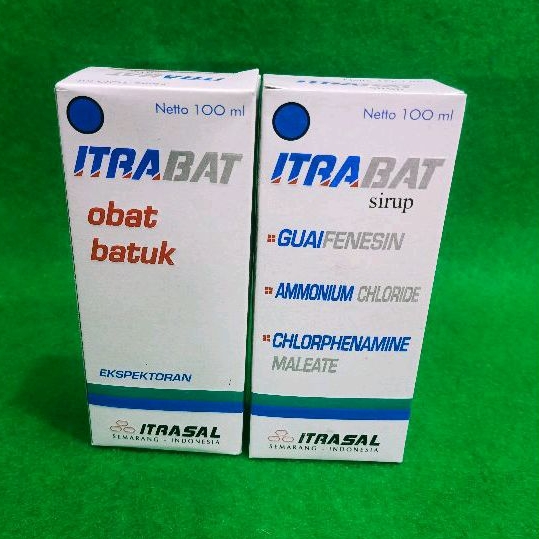 Netto 100 ml
ITRABAT
obat
batuk
EKSPEKTORAN
ITRASAL
SEMARANG - INDONESIA
Netto 100 ml
ITRABAT
sirup
GUAIFENESIN
AMMONIUM CHLORIDE
CHLORPHENAMINE
MALEATE
ITRASAL
SEMARANG - INDONESIA